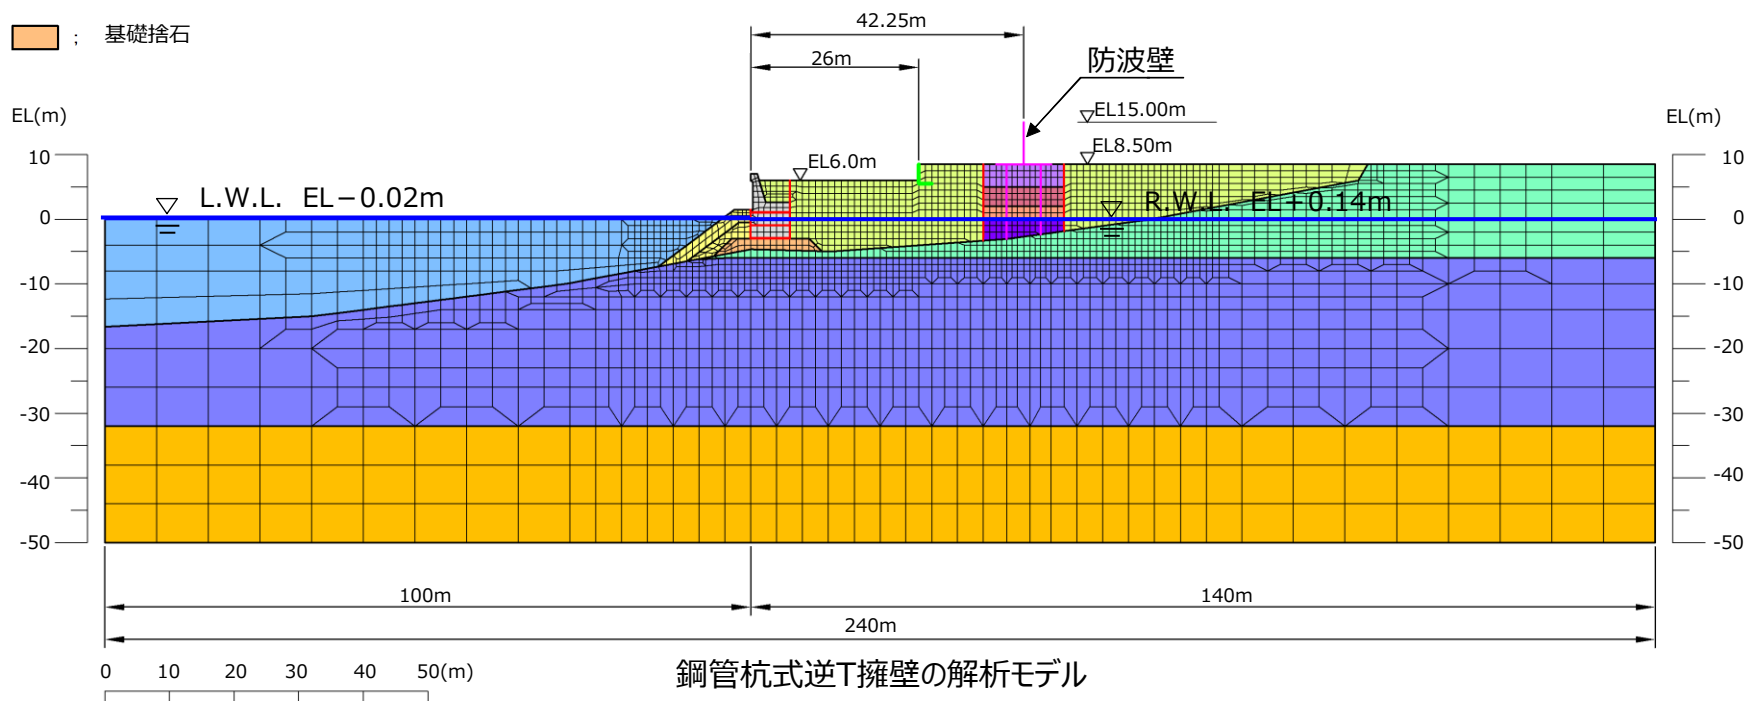 ; 基礎捨石
42.25m
26m
防波壁
EL(m)
EL15.00m
EL(m)
EL8.50m
EL6.0m
10
10
L.W.L. EL−0.02m
R.W.L. EL+0.14m
0
0
-10
-10
-20
-20
-30
-30
-40
-40
-50
-50
100m
140m
240m
0 10 20 30 40 50(m)
鋼管杭式逆T擁壁の解析モデル